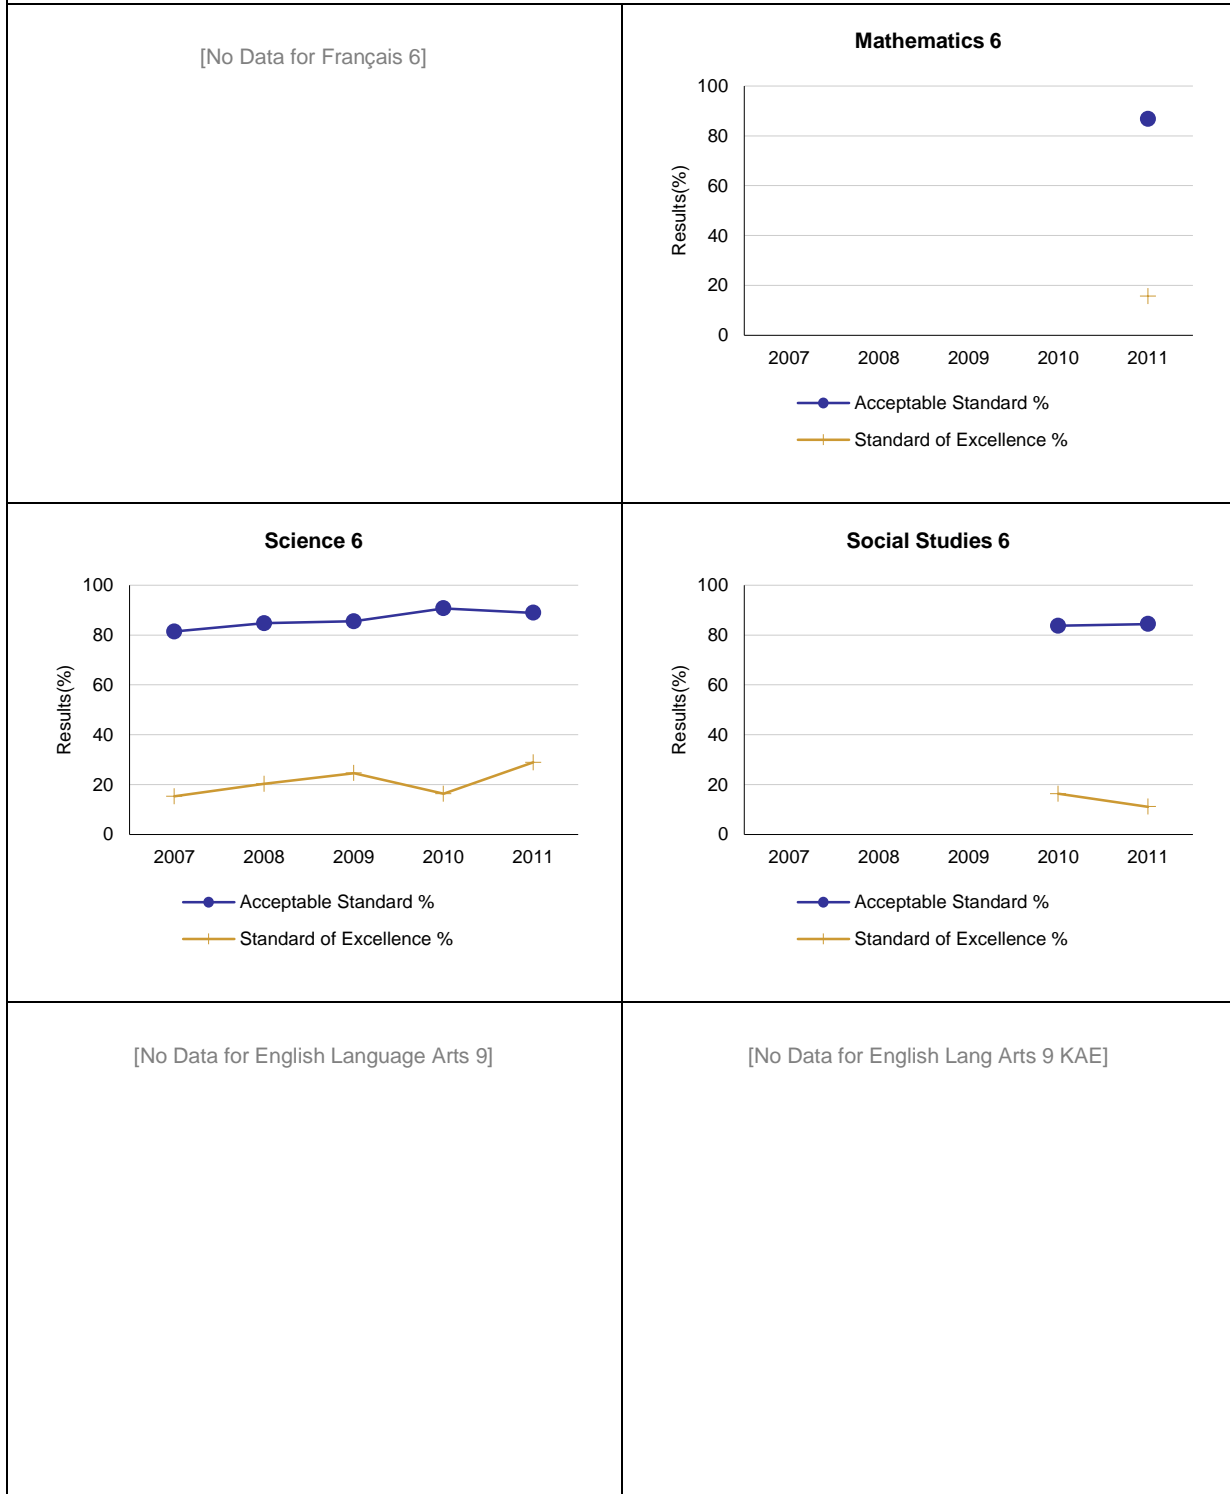 [No Data for Français 6]
Mathematics 6
100
80
60
40
20
0
Results(%)
2007 2008 2009 2010 2011
Acceptable Standard %
Standard of Excellence %
Science 6
100
80
60
40
20
0
Results(%)
2007 2008 2009 2010 2011
Acceptable Standard %
Standard of Excellence %
Social Studies 6
100
80
60
40
20
0
Results(%)
2007 2008 2009 2010 2011
Acceptable Standard %
Standard of Excellence %
[No Data for English Language Arts 9]
[No Data for English Lang Arts 9 KAE]